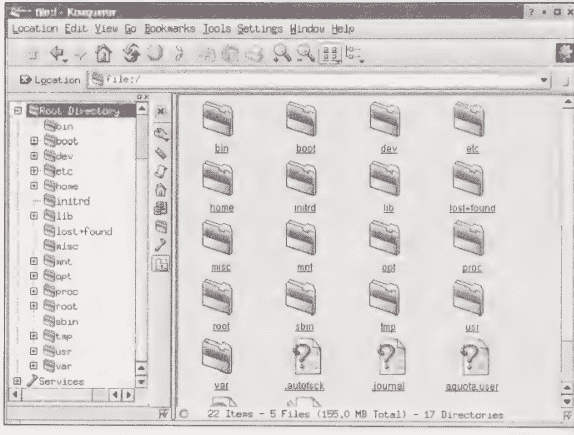 file:/ - Konqueror
Location Edit View Go Bookmarks Tools Settings Window Help
Location file:/
Root Directory
bin
boot
dev
etc
home
initrd
lib
lost+found
misc
mnt
opt
proc
root
sbin
tmp
usr
var
Services
bin boot dev etc
home initrd lib lost+found
misc mnt opt proc
root sbin tmp usr
var .autofsck .journal aquota.user
22 Items - 5 Files (155.0 MB Total) - 17 Directories